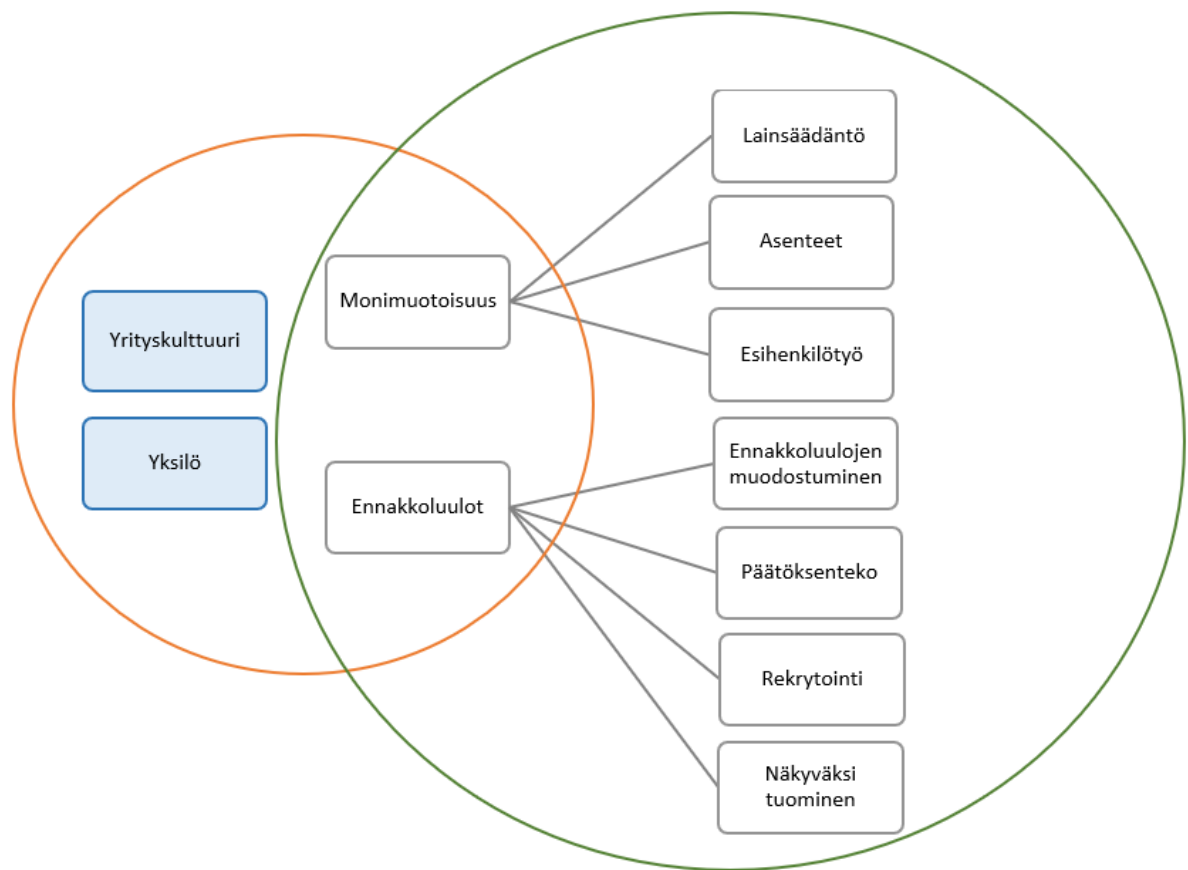 Yrityskulttuuri
Yksilö
Monimuotoisuus
Ennakkoluulot
Lainsäädäntö
Asenteet
Esihenkilötyö
Ennakkoluulojen
muodostuminen
Päätöksenteko
Rekrytointi
Näkyväksi
tuominen